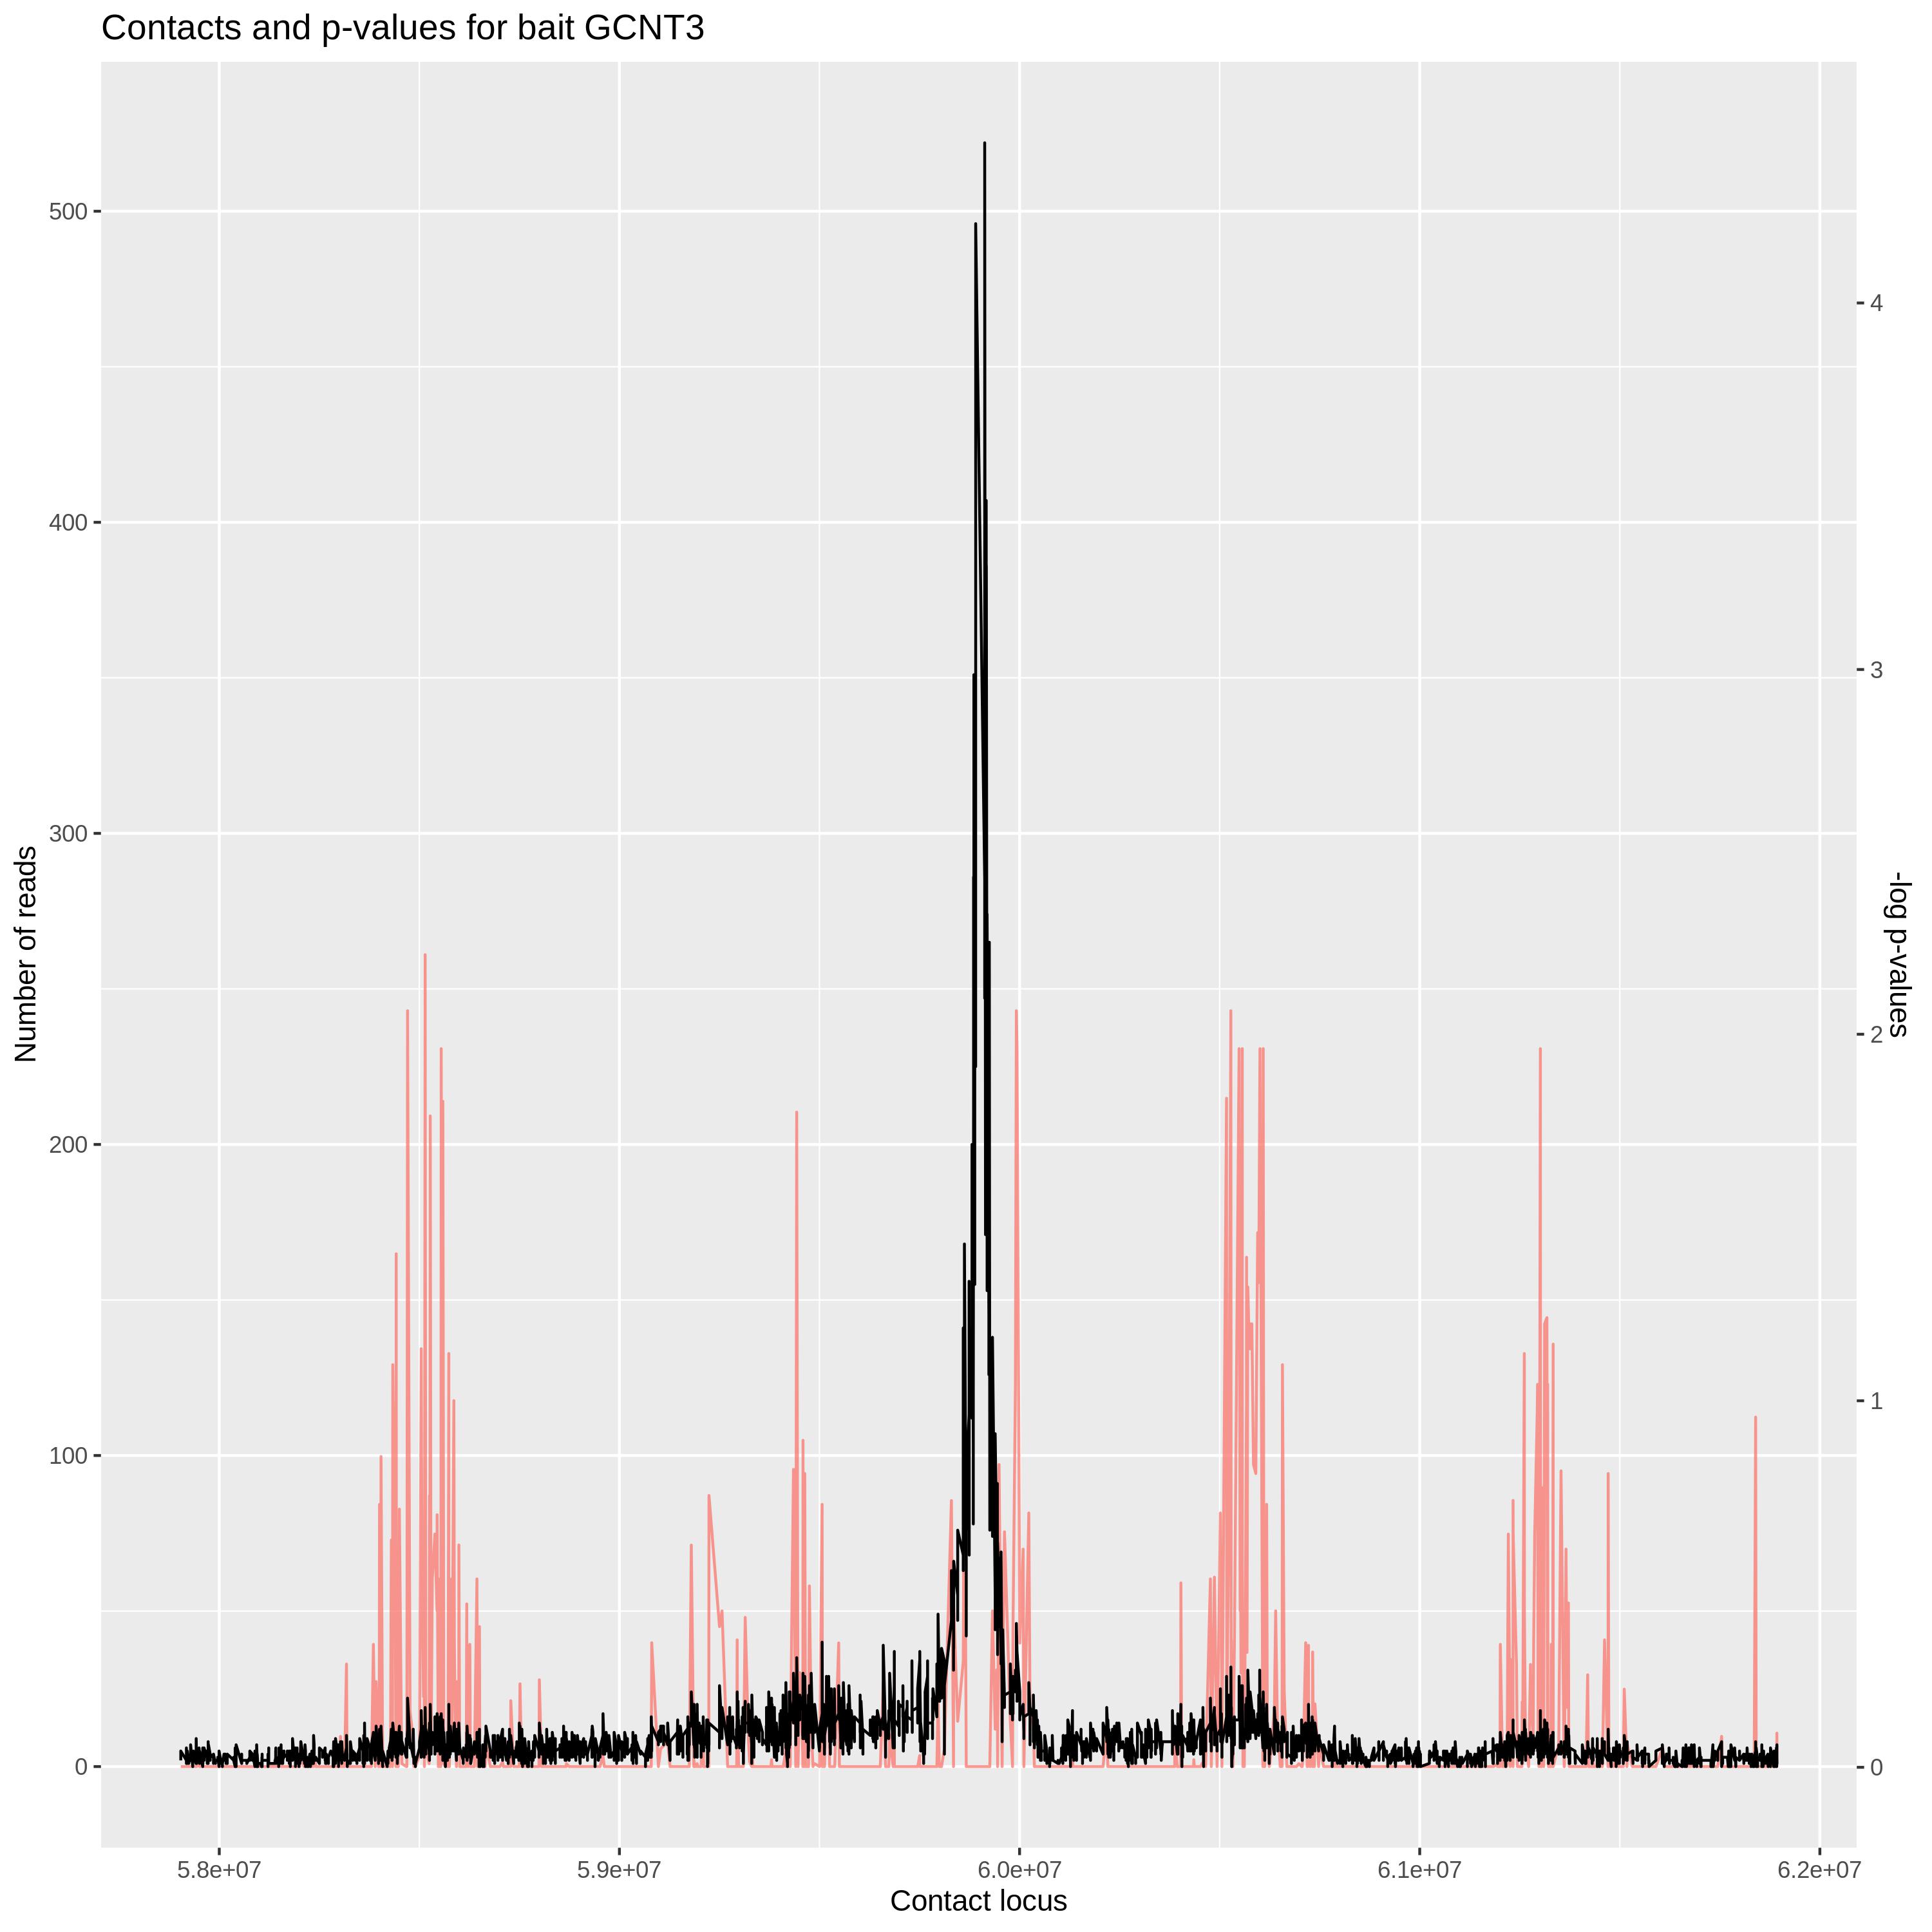 Contacts and p-values for bait GCNT3
500
400
300
200
100
0
Number of reads
4
3
2
1
0
-log p-values
5.8e+07
5.9e+07
6.0e+07
6.1e+07
6.2e+07
Contact locus